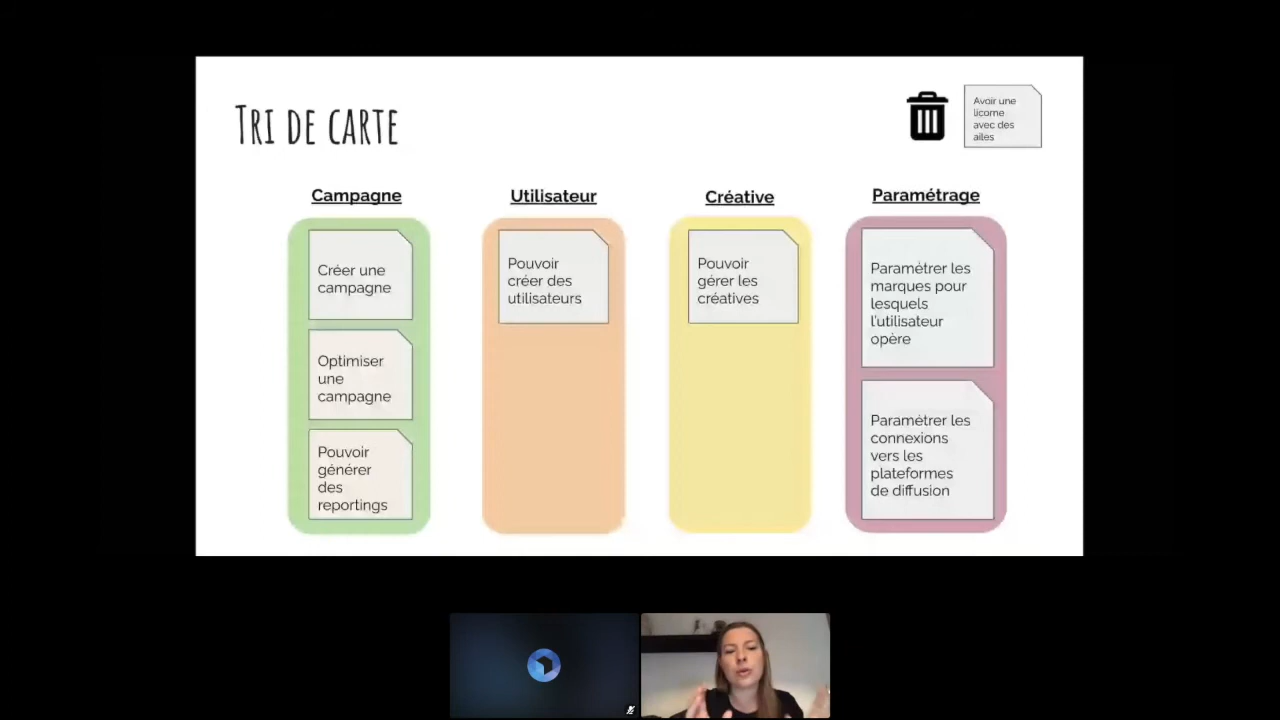 TRI DE CARTE
Avoir une
licorne
avec des
ailes
Campagne
Créer une
campagne
Optimiser
une
campagne
Pouvoir
générer
des
reportings
Utilisateur
Pouvoir
créer des
utilisateurs
Créative
Pouvoir
gérer les
créatives
Paramétrage
Paramétrer les
marques pour
lesquels
l'utilisateur
opère
Paramétrer les
connexions
vers les
plateformes
de diffusion